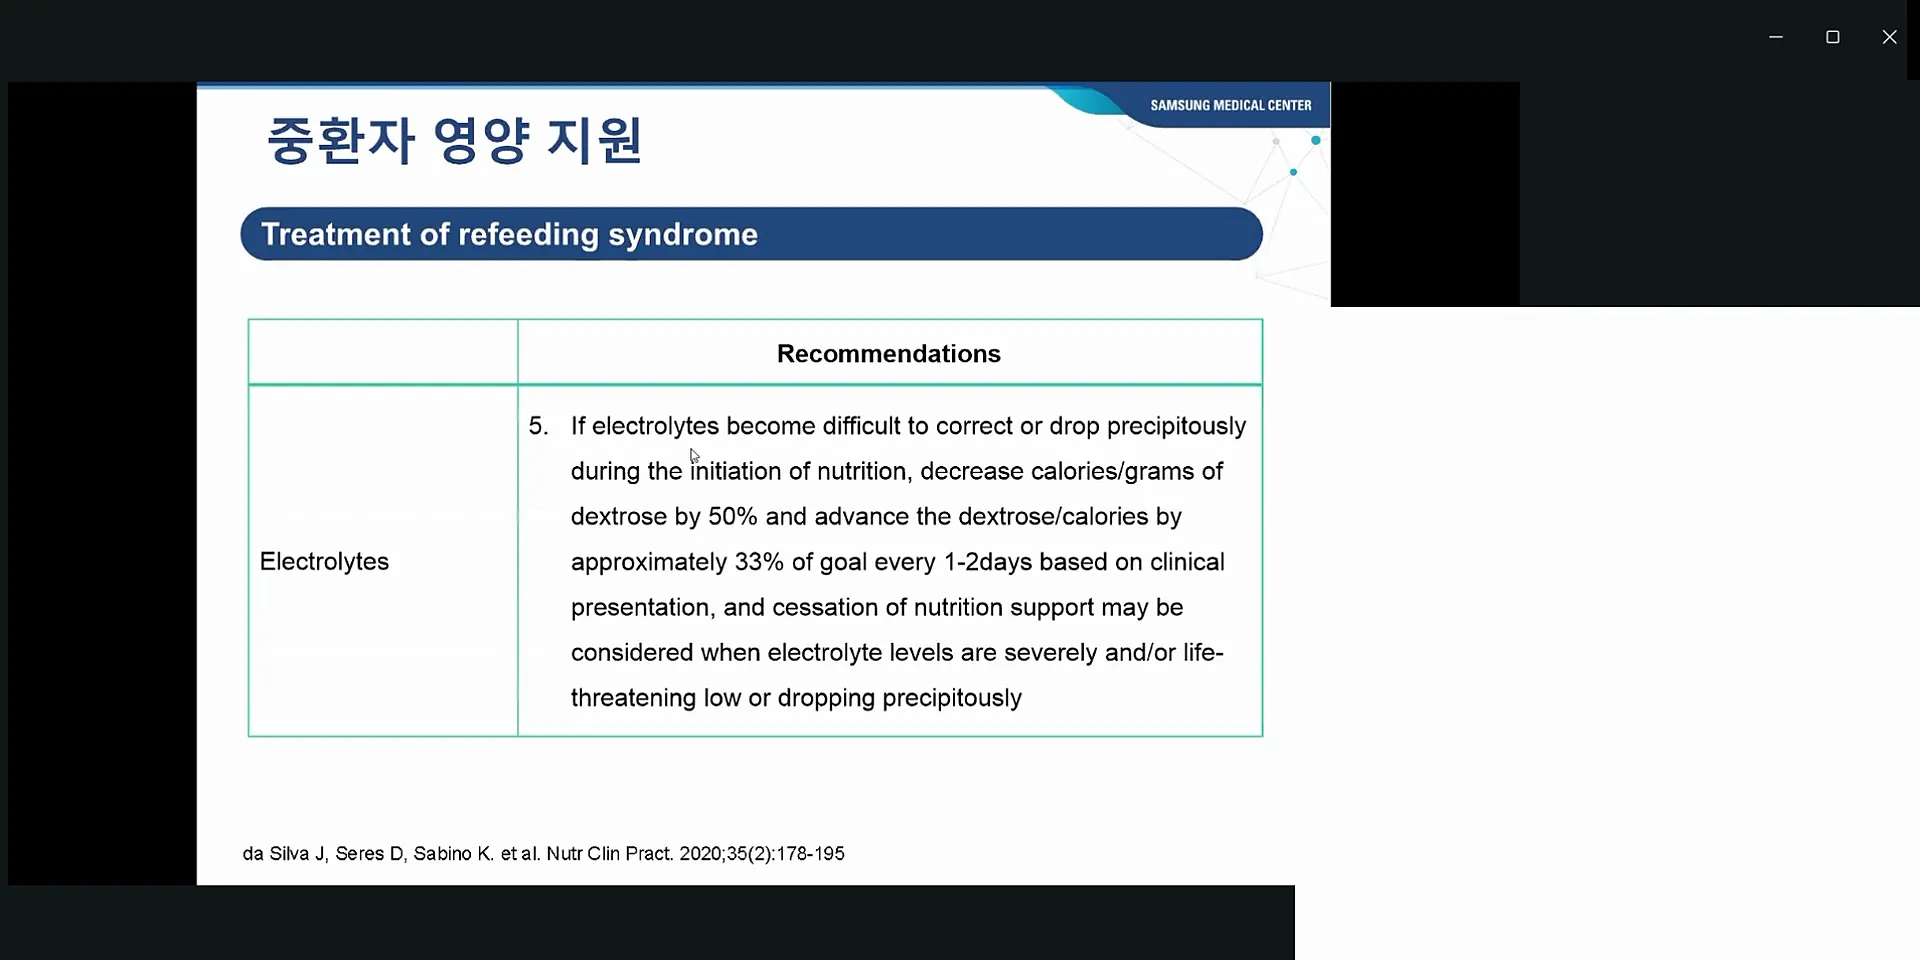 SAMSUNG MEDICAL CENTER
중환자 영양 지원
Treatment of refeeding syndrome
Recommendations
Electrolytes
5. If electrolytes become difficult to correct or drop precipitously
during the initiation of nutrition, decrease calories/grams of
dextrose by 50% and advance the dextrose/calories by
approximately 33% of goal every 1-2days based on clinical
presentation, and cessation of nutrition support may be
considered when electrolyte levels are severely and/or life-
threatening low or dropping precipitously
da Silva J, Seres D, Sabino K. et al. Nutr Clin Pract. 2020;35(2):178-195